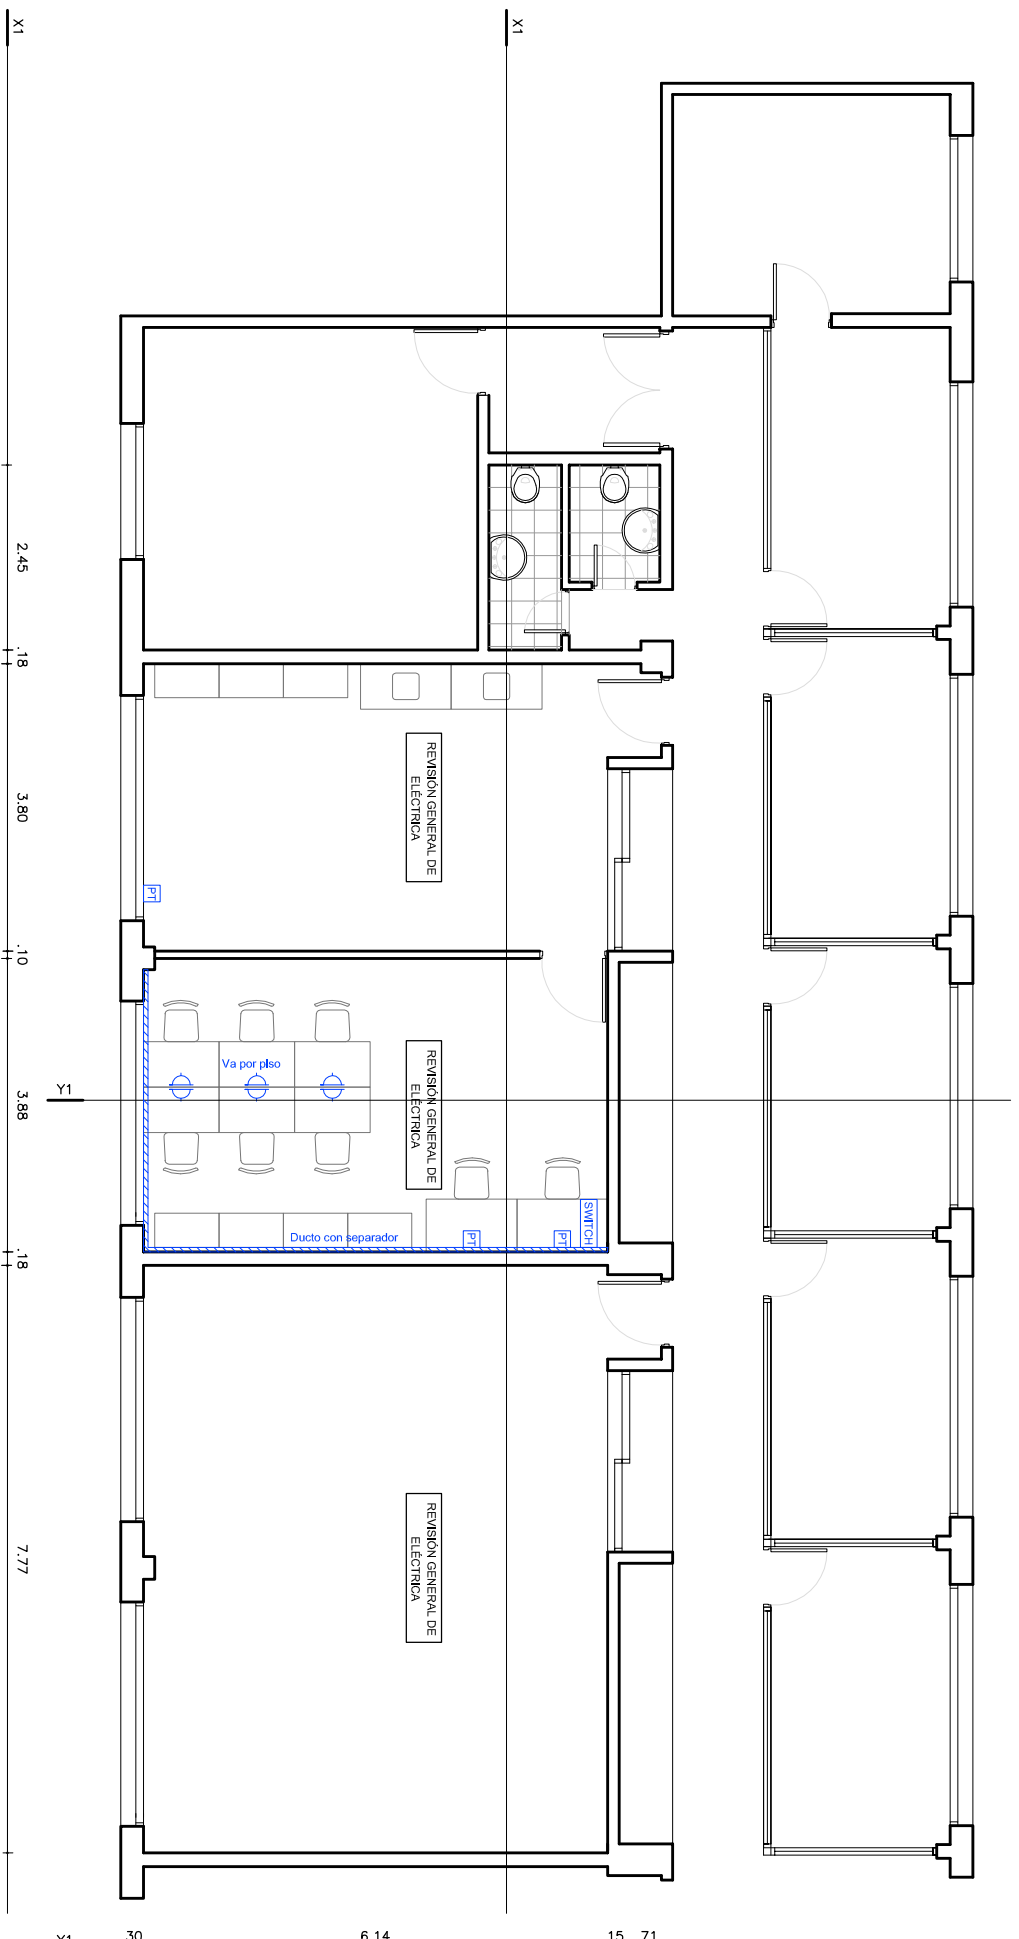 X1
X1
2.45
.18
REVISIÓN GENERAL DE
ELÉCTRICA
3.80
PT
.10
Va por piso
REVISIÓN GENERAL DE
ELÉCTRICA
Y1
3.88
SWITCH
Ducto con separador
PT
PT
.18
REVISIÓN GENERAL DE
ELÉCTRICA
7.77
.30
6.14
.15
.71